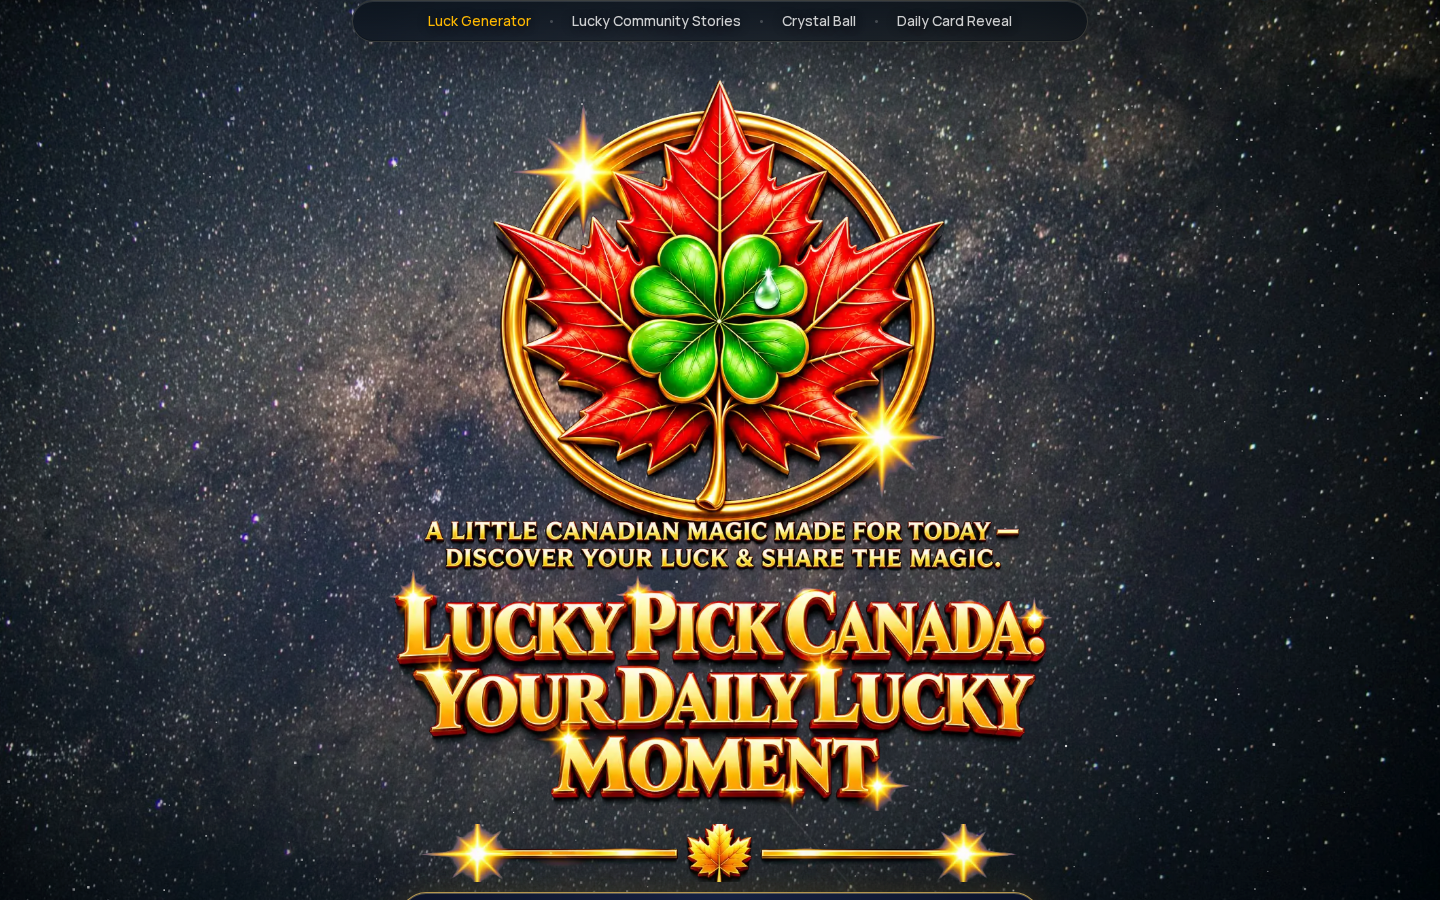 Luck Generator • Lucky Community Stories • Crystal Ball • Daily Card Reveal
A LITTLE CANADIAN MAGIC MADE FOR TODAY —
DISCOVER YOUR LUCK & SHARE THE MAGIC.
LUCKY PICK CANADA:
YOUR DAILY LUCKY
MOMENT